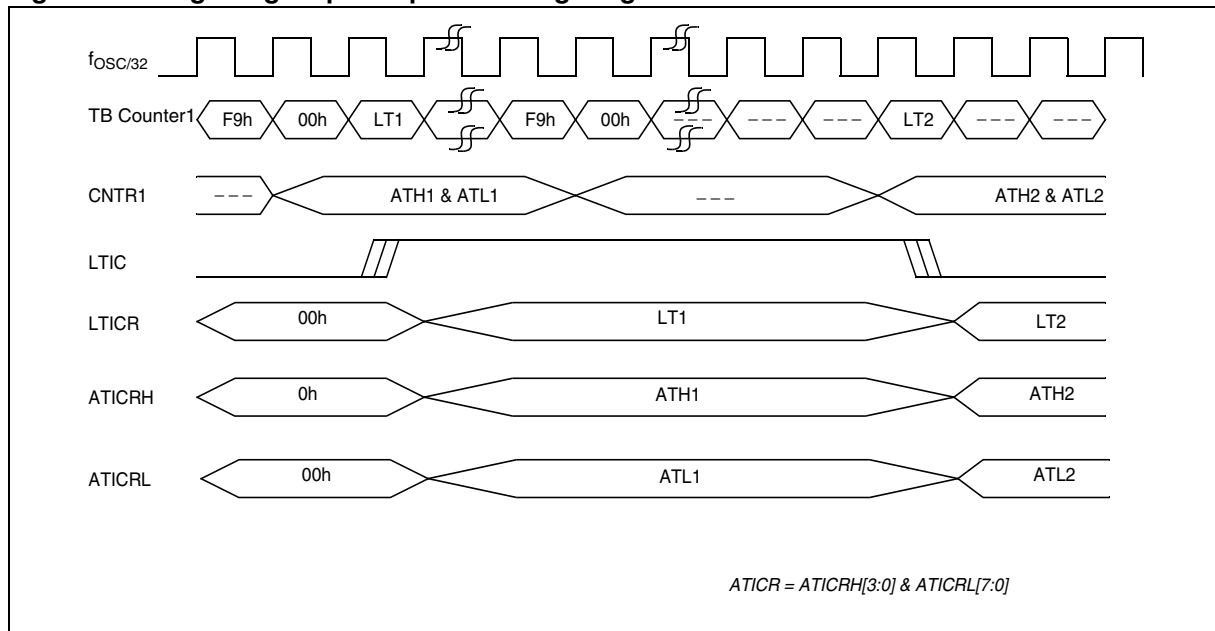 fOSC/32
TB Counter1 F9h 00h LT1 F9h 00h --- --- --- LT2 --- ---
CNTR1 --- ATH1 & ATL1 --- ATH2 & ATL2
LTIC
LTICR 00h LT1 LT2
ATICRH 0h ATH1 ATH2
ATICRL 00h ATL1 ATL2
ATICR = ATICRH[3:0] & ATICRL[7:0]